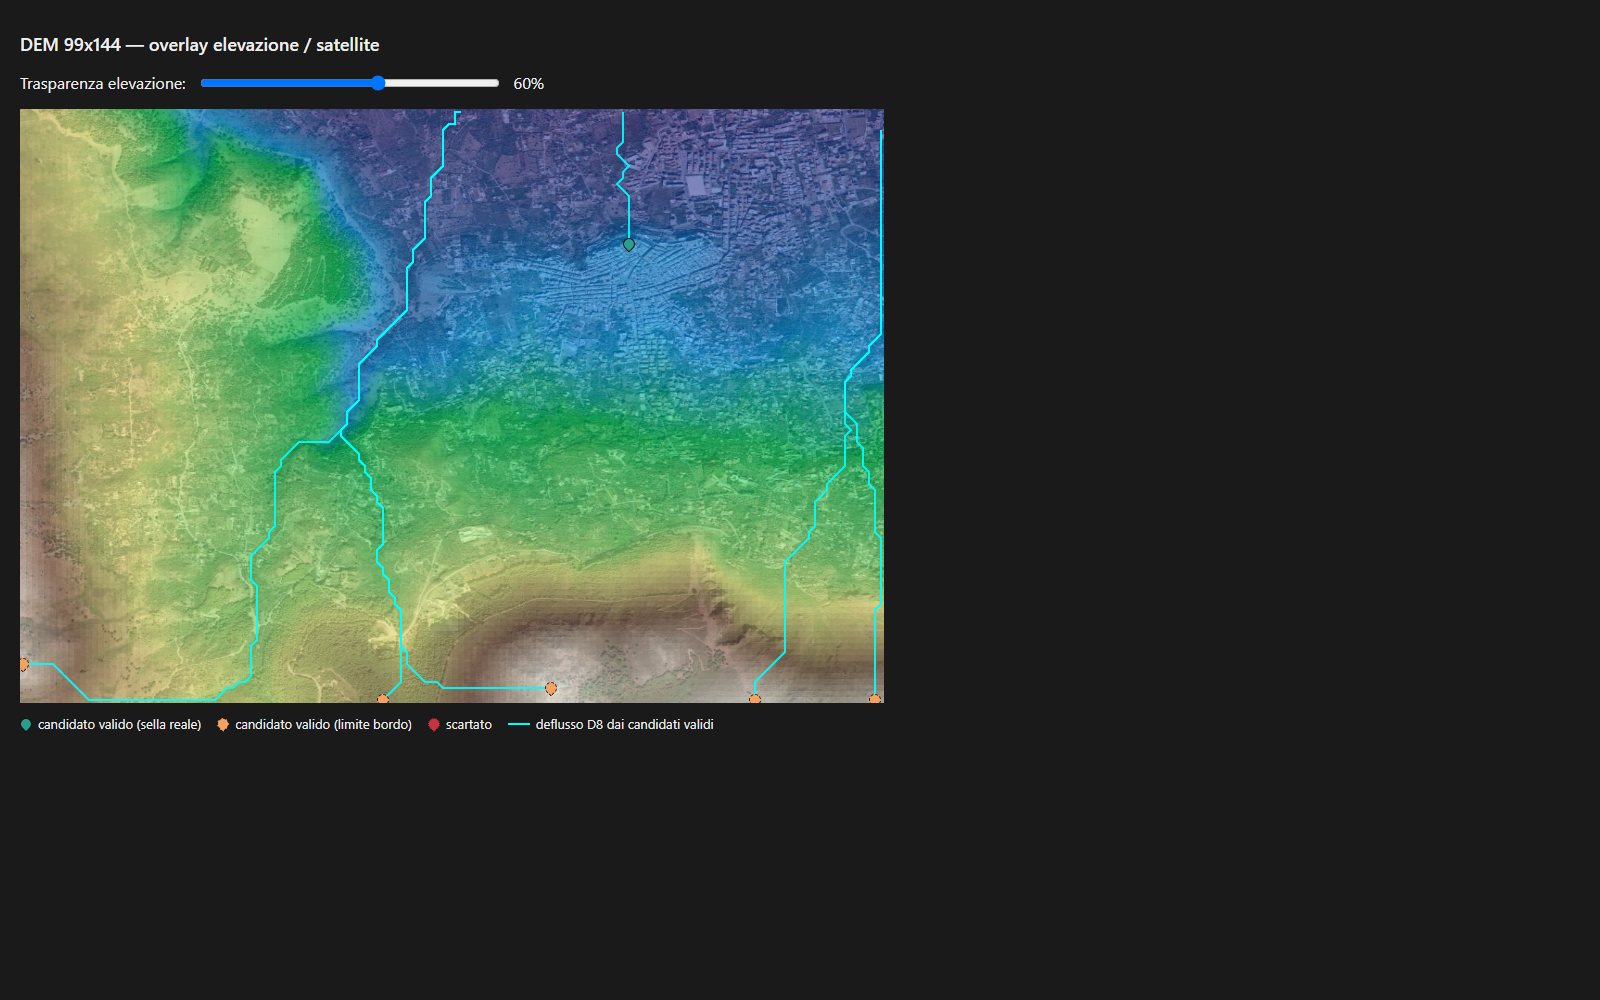 DEM 99x144 — overlay elevazione / satellite
Trasparenza elevazione: 60%
candidato valido (sella reale) candidato valido (limite bordo) scartato deflusso D8 dai candidati validi